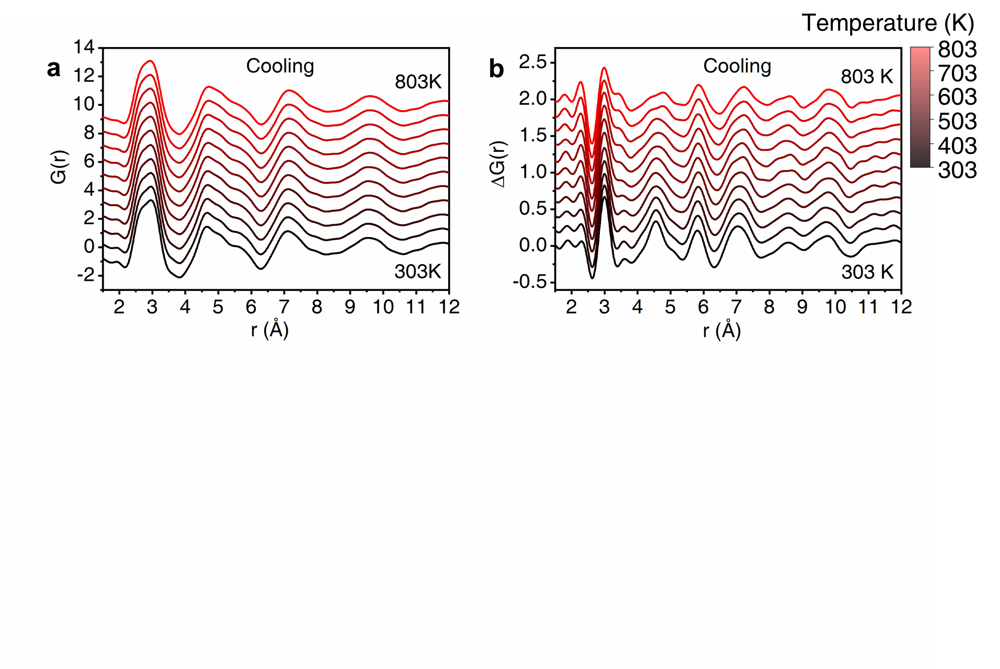 Temperature (K)
a
Cooling
803K
303K
14
12
10
8
6
4
2
0
-2
G(r)
2 3 4 5 6 7 8 9 10 11 12
r (Å)
b
Cooling
803 K
303 K
2.5
2.0
1.5
1.0
0.5
0.0
-0.5
ΔG(r)
2 3 4 5 6 7 8 9 10 11 12
r (Å)
803
703
603
503
403
303